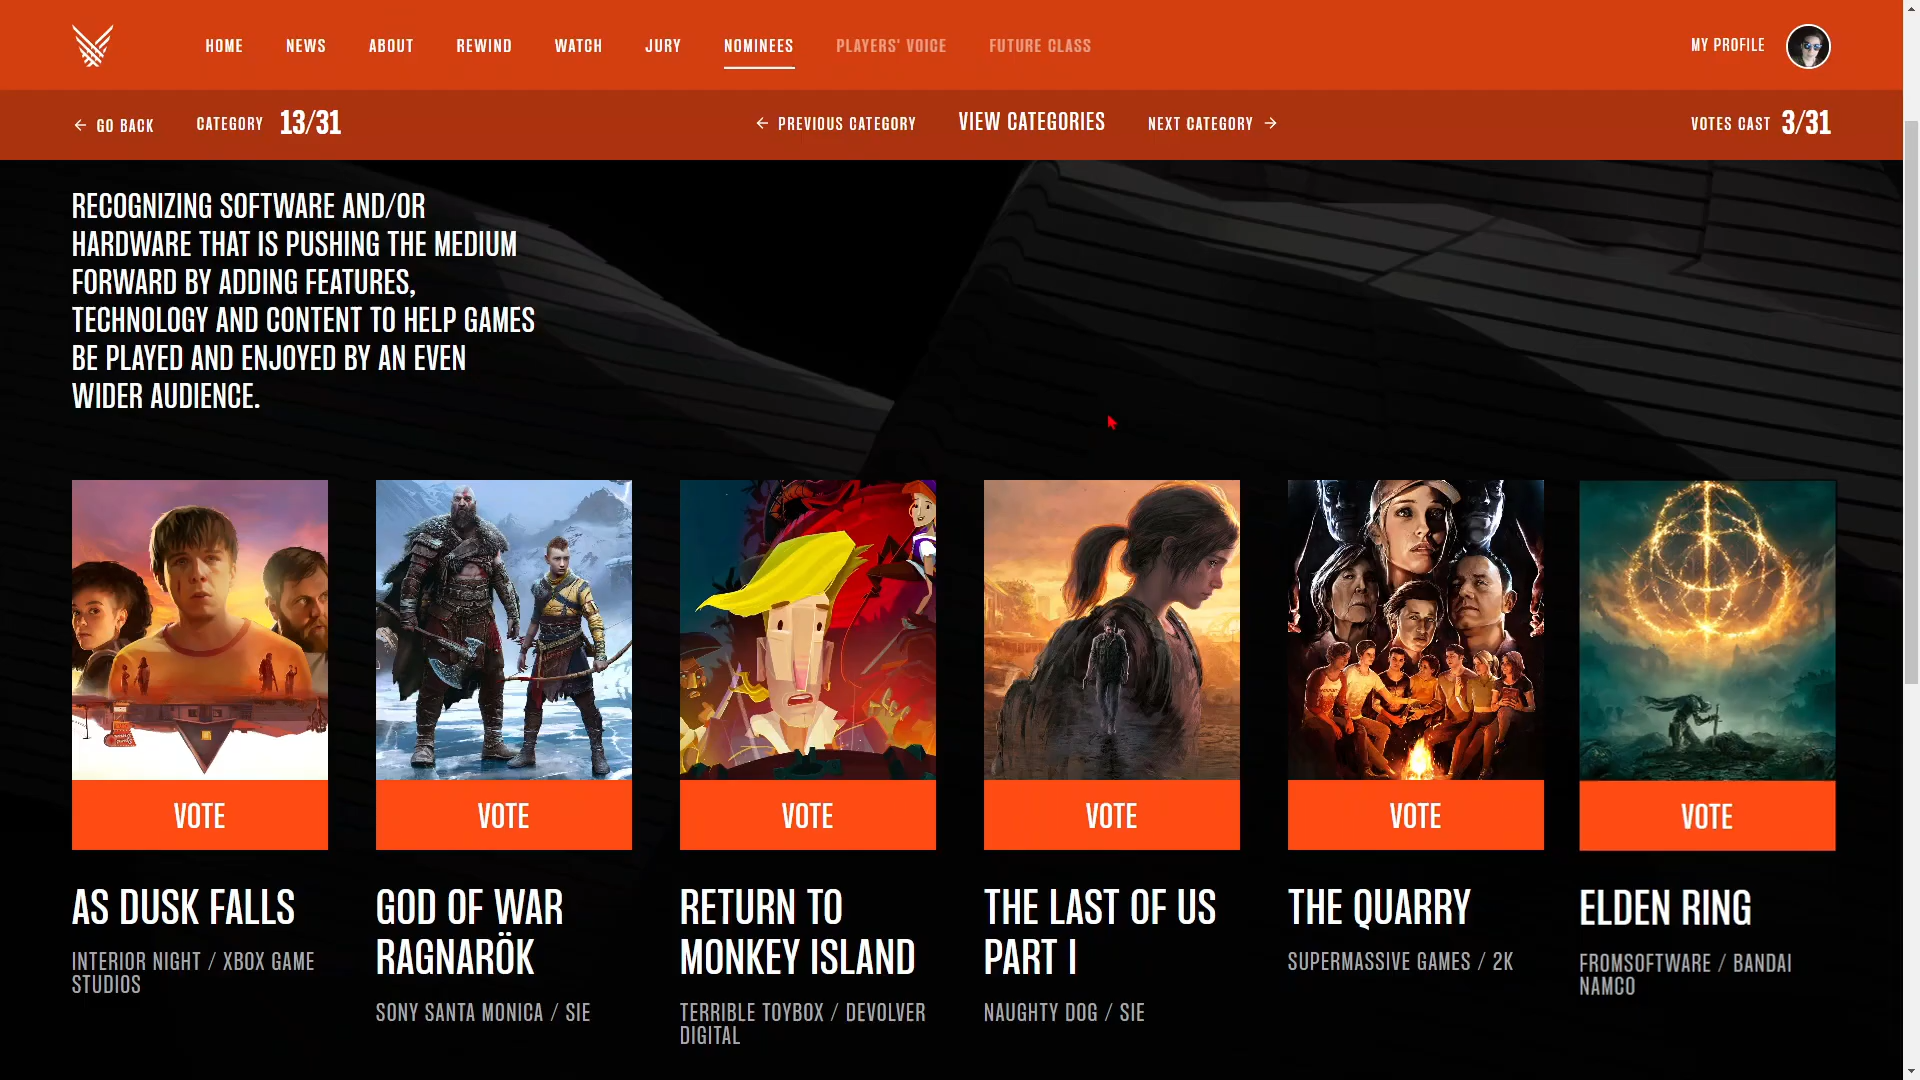 HOME NEWS ABOUT REWIND WATCH JURY NOMINEES PLAYERS' VOICE FUTURE CLASS MY PROFILE
← GO BACK CATEGORY 13/31 ← PREVIOUS CATEGORY VIEW CATEGORIES NEXT CATEGORY → VOTES CAST 3/31
RECOGNIZING SOFTWARE AND/OR
HARDWARE THAT IS PUSHING THE MEDIUM
FORWARD BY ADDING FEATURES,
TECHNOLOGY AND CONTENT TO HELP GAMES
BE PLAYED AND ENJOYED BY AN EVEN
WIDER AUDIENCE.
VOTE VOTE VOTE VOTE VOTE VOTE
AS DUSK FALLS
INTERIOR NIGHT / XBOX GAME
STUDIOS
GOD OF WAR
RAGNARÖK
SONY SANTA MONICA / SIE
RETURN TO
MONKEY ISLAND
TERRIBLE TOYBOX / DEVOLVER
DIGITAL
THE LAST OF US
PART I
NAUGHTY DOG / SIE
THE QUARRY
SUPERMASSIVE GAMES / 2K
ELDEN RING
FROMSOFTWARE / BANDAI
NAMCO